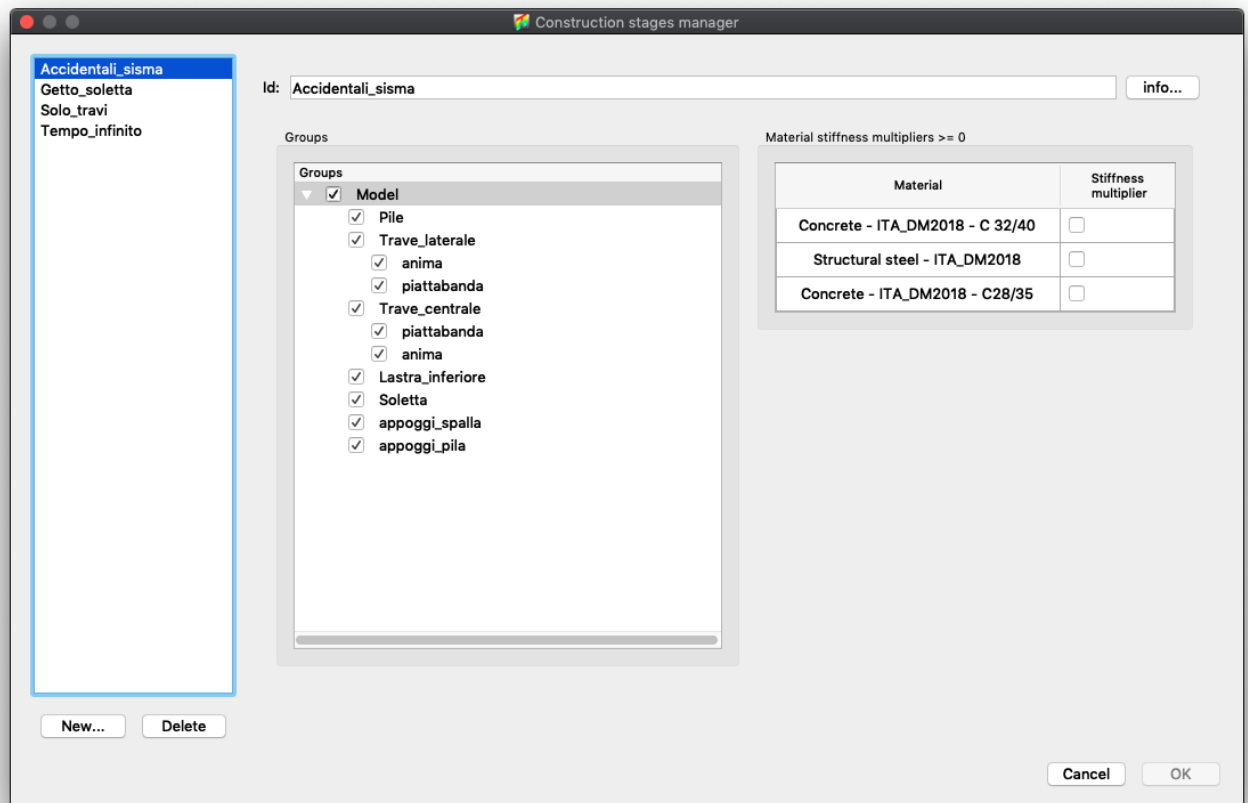 Construction stages manager
Accidentali_sisma
Getto_soletta
Solo_travi
Tempo_infinito
New...
Delete
Id:
Accidentali_sisma
info...
Groups
Groups
Model
Pile
Trave_laterale
anima
piattabanda
Trave_centrale
piattabanda
anima
Lastra_inferiore
Soletta
appoggi_spalla
appoggi_pila
Material stiffness multipliers >= 0
Material
Stiffness
multiplier
Concrete - ITA_DM2018 - C 32/40
Structural steel - ITA_DM2018
Concrete - ITA_DM2018 - C28/35
Cancel
OK